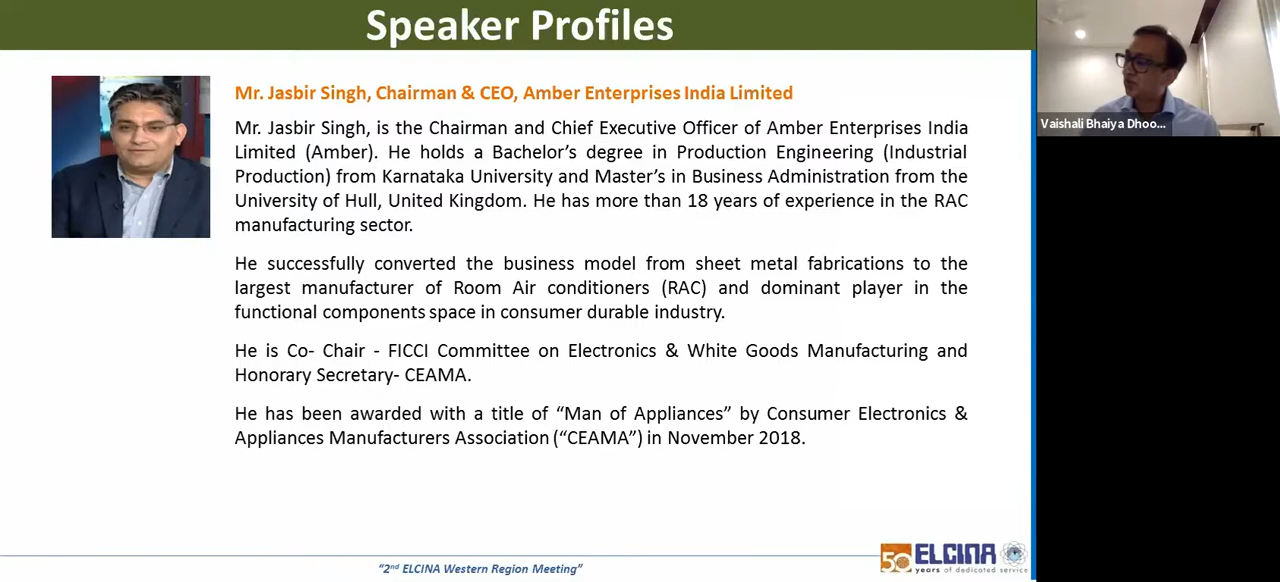 Speaker Profiles
Mr. Jasbir Singh, Chairman & CEO, Amber Enterprises India Limited
Mr. Jasbir Singh, is the Chairman and Chief Executive Officer of Amber Enterprises India
Limited (Amber). He holds a Bachelor's degree in Production Engineering (Industrial
Production) from Karnataka University and Master's in Business Administration from the
University of Hull, United Kingdom. He has more than 18 years of experience in the RAC
manufacturing sector.
He successfully converted the business model from sheet metal fabrications to the
largest manufacturer of Room Air conditioners (RAC) and dominant player in the
functional components space in consumer durable industry.
He is Co- Chair - FICCI Committee on Electronics & White Goods Manufacturing and
Honorary Secretary- CEAMA.
He has been awarded with a title of “Man of Appliances” by Consumer Electronics &
Appliances Manufacturers Association (“CEAMA”) in November 2018.
“2nd ELCINA Western Region Meeting”
50 ELCINA
years of dedicated service
Vaishali Bhaiya Dhoo...